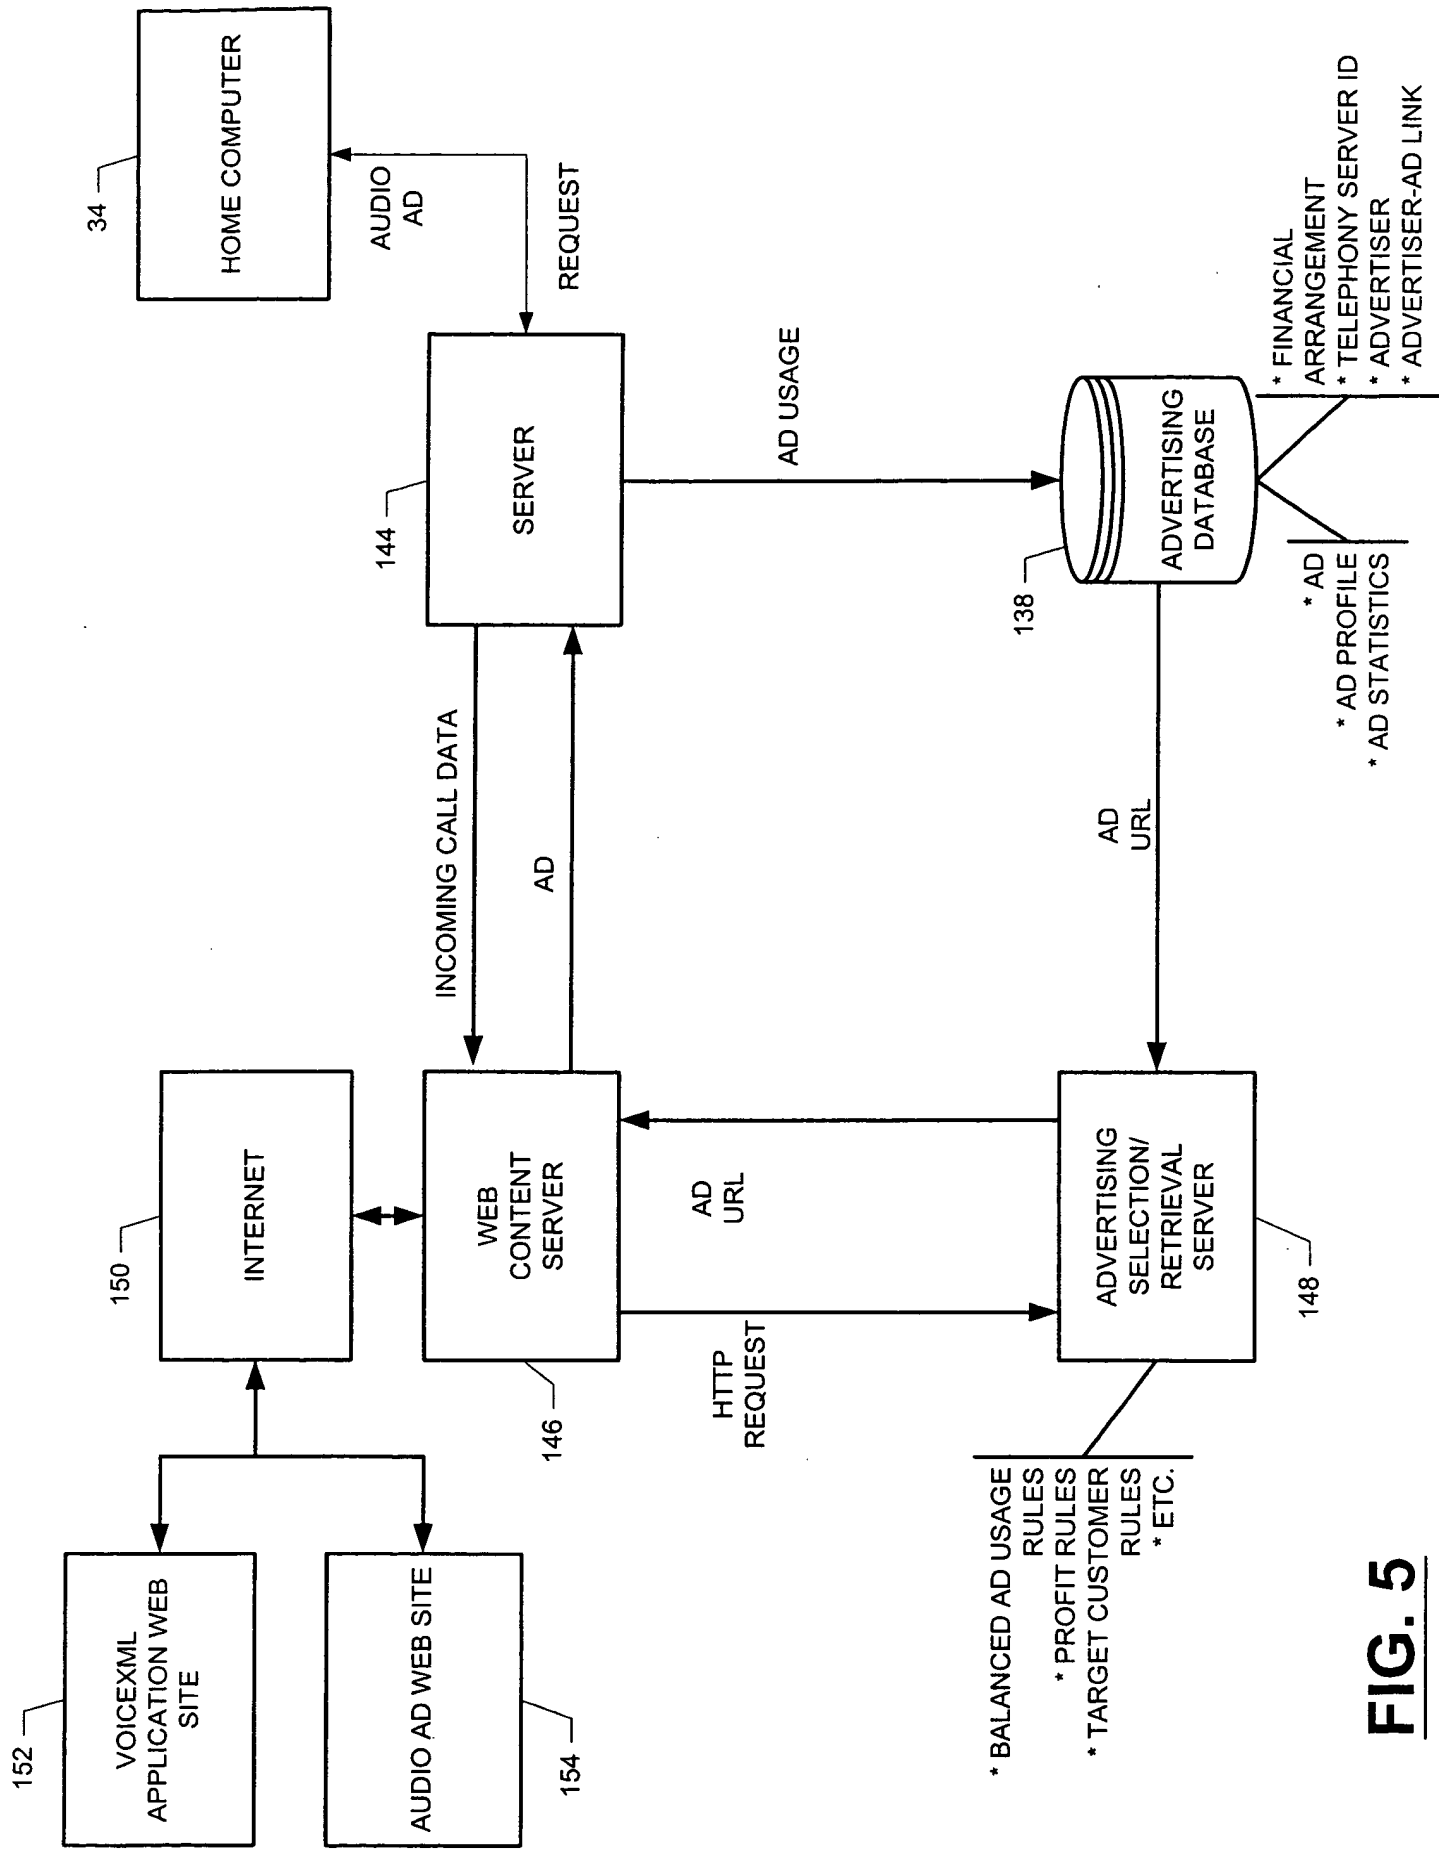 152
VOICEXML
APPLICATION WEB
SITE
154
AUDIO AD WEB SITE
150
INTERNET
146
WEB
CONTENT
SERVER
INCOMING CALL DATA
AD
144
SERVER
34
HOME COMPUTER
AUDIO
AD
REQUEST
HTTP
REQUEST
AD
URL
AD USAGE
148
ADVERTISING
SELECTION/
RETRIEVAL
SERVER
AD
URL
138
ADVERTISING
DATABASE
* BALANCED AD USAGE
RULES
* PROFIT RULES
* TARGET CUSTOMER
RULES
* ETC.
* AD
* AD PROFILE
* AD STATISTICS
* FINANCIAL
ARRANGEMENT
* TELEPHONY SERVER ID
* ADVERTISER
* ADVERTISER-AD LINK
FIG. 5